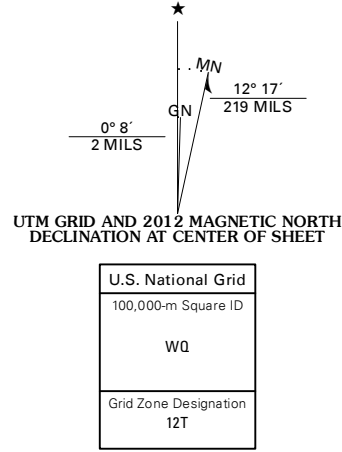 ★
MN
12° 17´
219 MILS
GN
0° 8´
2 MILS
UTM GRID AND 2012 MAGNETIC NORTH
DECLINATION AT CENTER OF SHEET
U.S. National Grid
100,000-m Square ID
WQ
Grid Zone Designation
12T